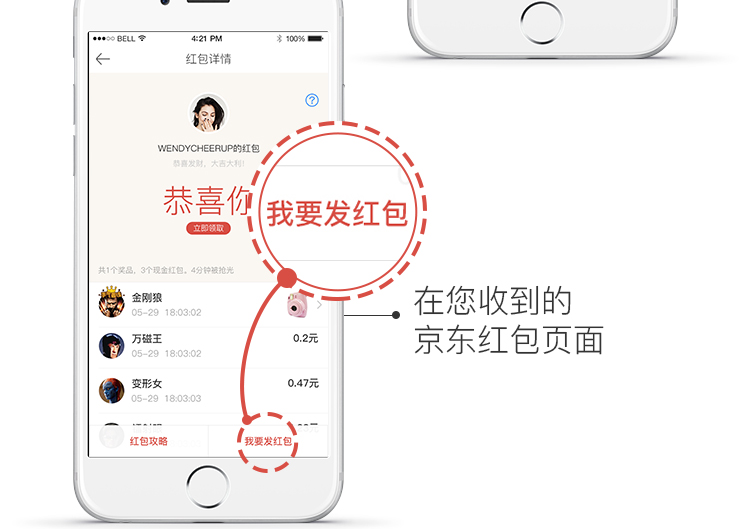 ●●●○○ BELL 4:21 PM 100%
红包详情
WENDYCHEERUP的红包
恭喜发财，大吉大利！
恭喜你
立即领取
我要发红包
共1个奖品，3个现金红包。4分钟被抢光
金刚狼
05-29 18:03:02
万磁王 0.2元
05-29 18:03:02
变形女 0.47元
05-29 18:03:03
红包攻略 我要发红包
在您收到的
京东红包页面